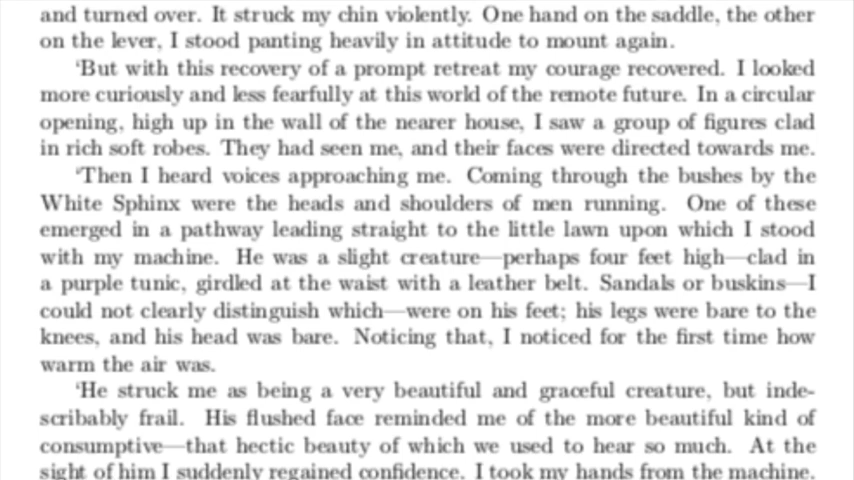 and turned over. It struck my chin violently. One hand on the saddle, the other
on the lever, I stood panting heavily in attitude to mount again.
‘But with this recovery of a prompt retreat my courage recovered. I looked
more curiously and less fearfully at this world of the remote future. In a circular
opening, high up in the wall of the nearer house, I saw a group of figures clad
in rich soft robes. They had seen me, and their faces were directed towards me.
‘Then I heard voices approaching me. Coming through the bushes by the
White Sphinx were the heads and shoulders of men running. One of these
emerged in a pathway leading straight to the little lawn upon which I stood
with my machine. He was a slight creature—perhaps four feet high—clad in
a purple tunic, girdled at the waist with a leather belt. Sandals or buskins—I
could not clearly distinguish which—were on his feet; his legs were bare to the
knees, and his head was bare. Noticing that, I noticed for the first time how
warm the air was.
‘He struck me as being a very beautiful and graceful creature, but inde-
scribably frail. His flushed face reminded me of the more beautiful kind of
consumptive—that hectic beauty of which we used to hear so much. At the
sight of him I suddenly regained confidence. I took my hands from the machine.